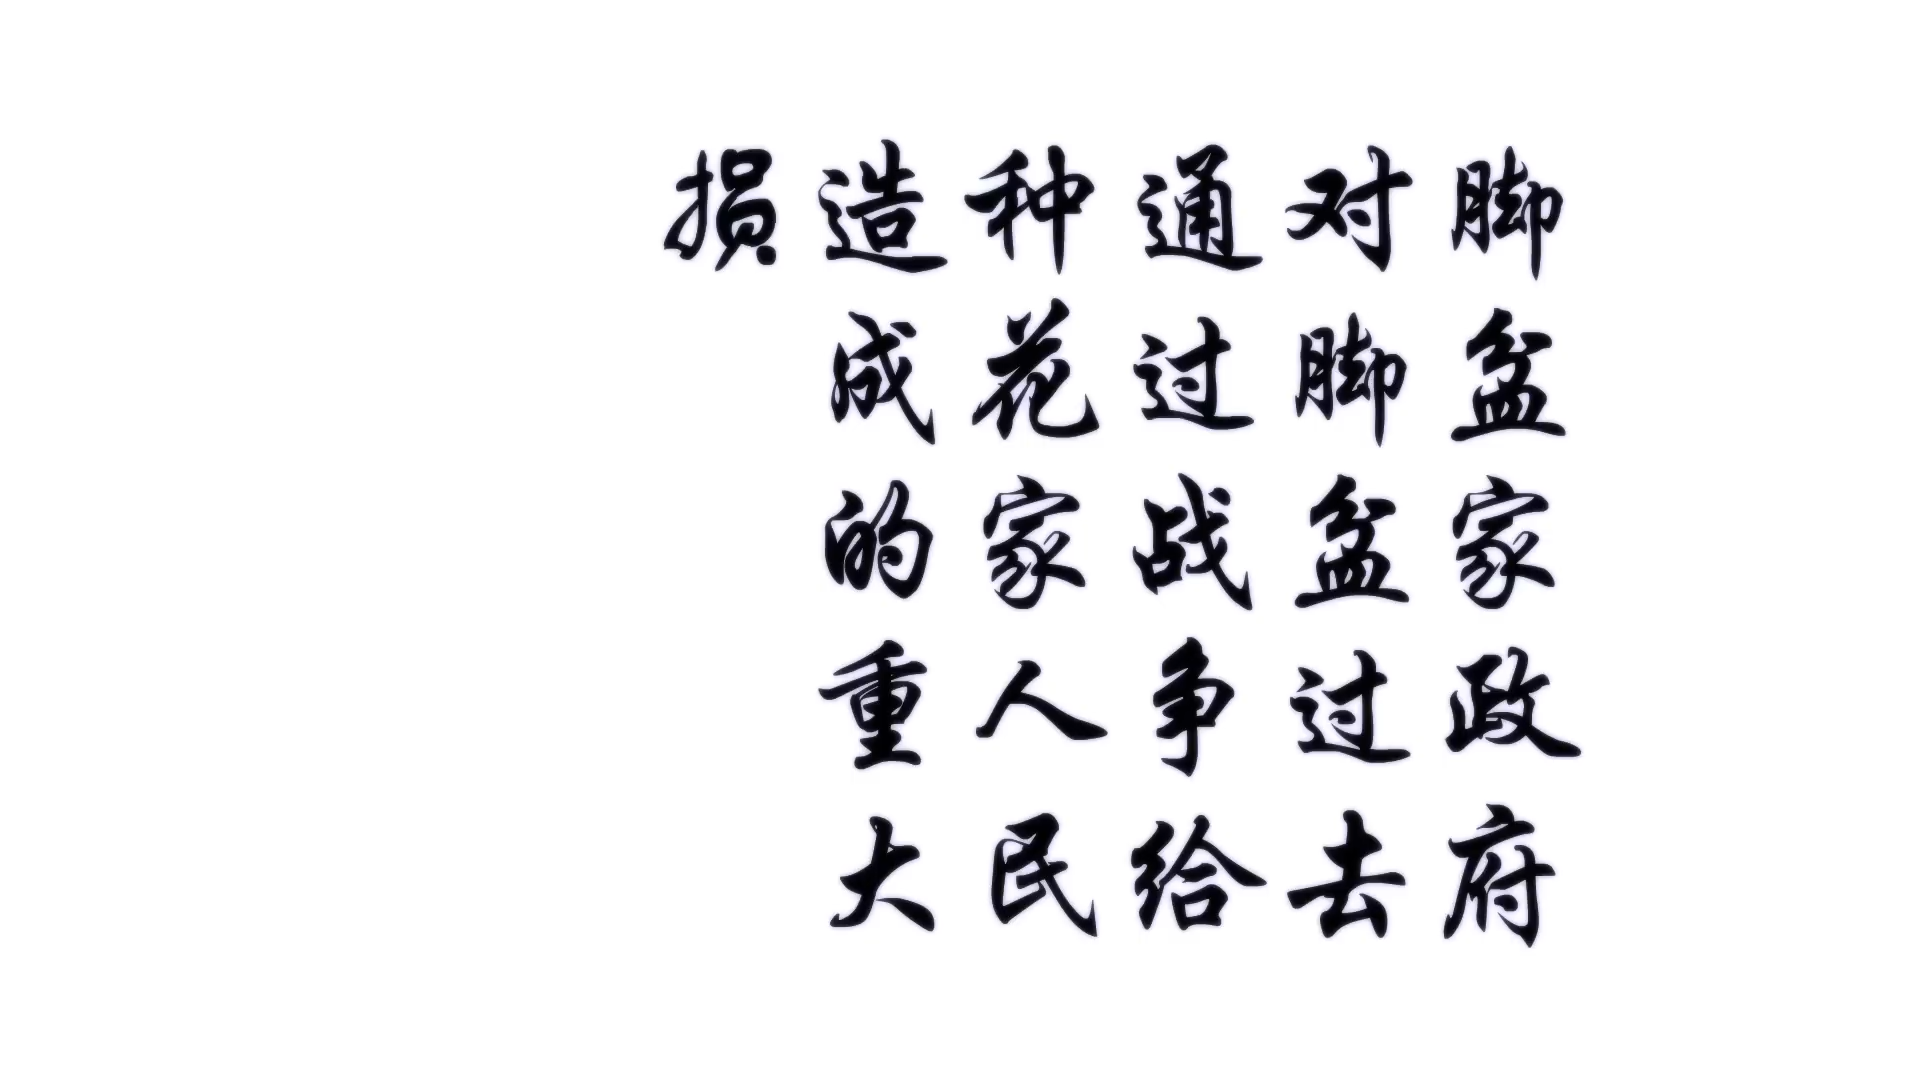 脚盆家政府
对脚盆过去
通过战争给
种花家人民
造成的重大
损